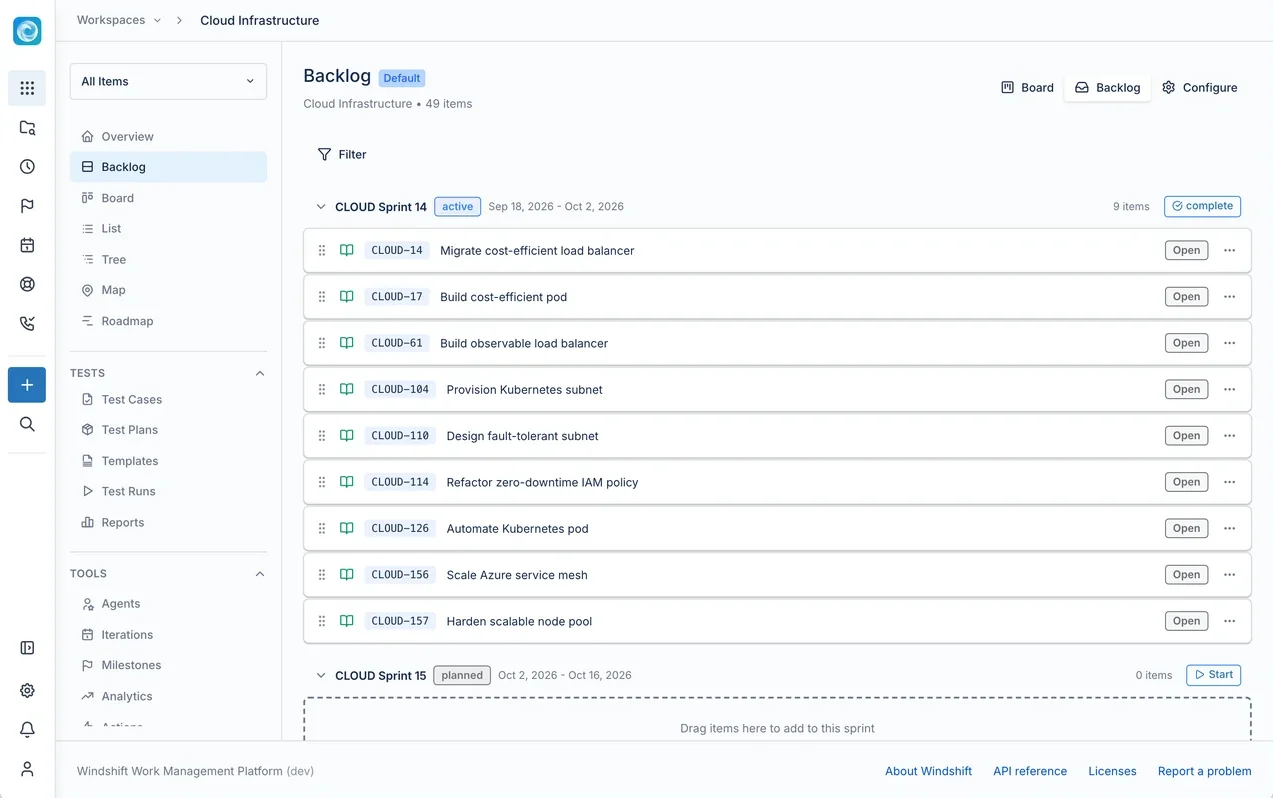 Workspaces
Cloud Infrastructure
All Items
Overview
Backlog
Board
List
Tree
Map
Roadmap
TESTS
Test Cases
Test Plans
Templates
Test Runs
Reports
TOOLS
Agents
Iterations
Milestones
Analytics
Actions
Backlog Default
Cloud Infrastructure • 49 items
Board Backlog Configure
Filter
CLOUD Sprint 14 active Sep 18, 2026 - Oct 2, 2026 9 items complete
CLOUD-14 Migrate cost-efficient load balancer Open
CLOUD-17 Build cost-efficient pod Open
CLOUD-61 Build observable load balancer Open
CLOUD-104 Provision Kubernetes subnet Open
CLOUD-110 Design fault-tolerant subnet Open
CLOUD-114 Refactor zero-downtime IAM policy Open
CLOUD-126 Automate Kubernetes pod Open
CLOUD-156 Scale Azure service mesh Open
CLOUD-157 Harden scalable node pool Open
CLOUD Sprint 15 planned Oct 2, 2026 - Oct 16, 2026 0 items Start
Drag items here to add to this sprint
Windshift Work Management Platform (dev)
About Windshift API reference Licenses Report a problem